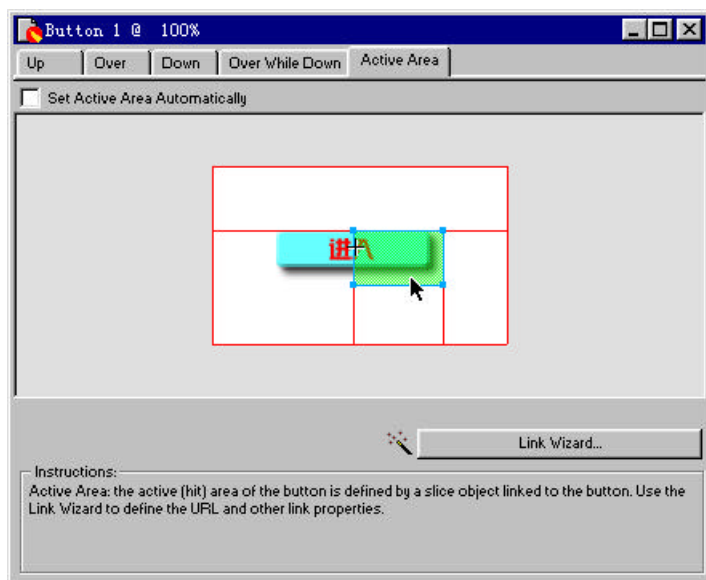 Button 1 @ 100%
Up Over Down Over While Down Active Area
Set Active Area Automatically
进入
Link Wizard...
Instructions:
Active Area: the active (hit) area of the button is defined by a slice object linked to the button. Use the
Link Wizard to define the URL and other link properties.